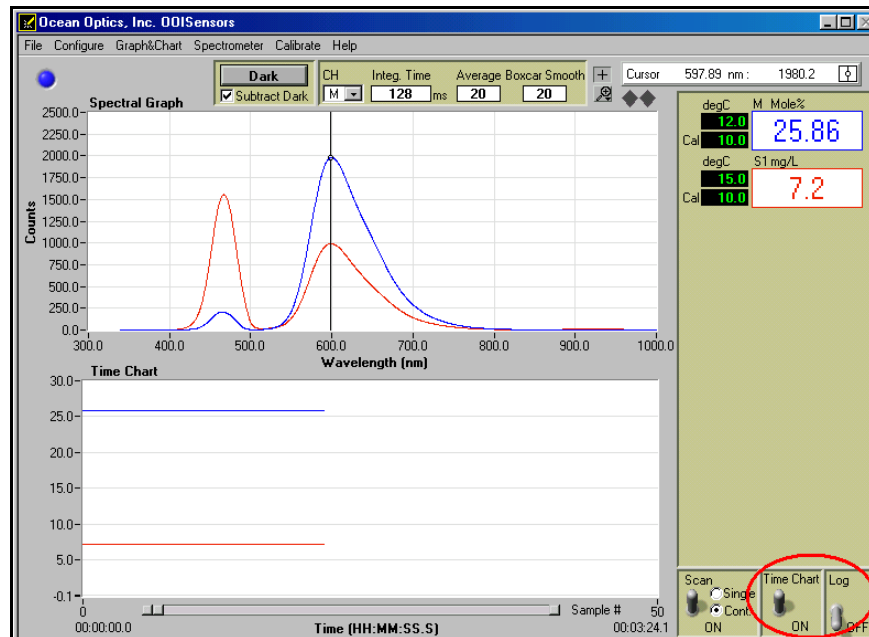 Ocean Optics, Inc. OOISensors
File Configure Graph&Chart Spectrometer Calibrate Help
Dark
Subtract Dark
CH Integ. Time Average Boxcar Smooth
M 128 ms 20 20
Cursor 597.89 nm : 1980.2
Spectral Graph
degC M Mole%
12.0
Cal 10.0
25.86
degC S1 mg/L
15.0
Cal 10.0
7.2
2500.0
2250.0
2000.0
1750.0
1500.0
1250.0
1000.0
750.0
500.0
250.0
0.0
Counts
300.0 400.0 500.0 600.0 700.0 800.0 900.0 1000.0
Wavelength (nm)
Time Chart
30.0
25.0
20.0
15.0
10.0
5.0
-0.1
0 Sample # 50
00:00:00.0 Time (HH:MM:SS.S) 00:03:24.1
Scan
Single
Cont.
ON
Time Chart
ON
Log
OFF